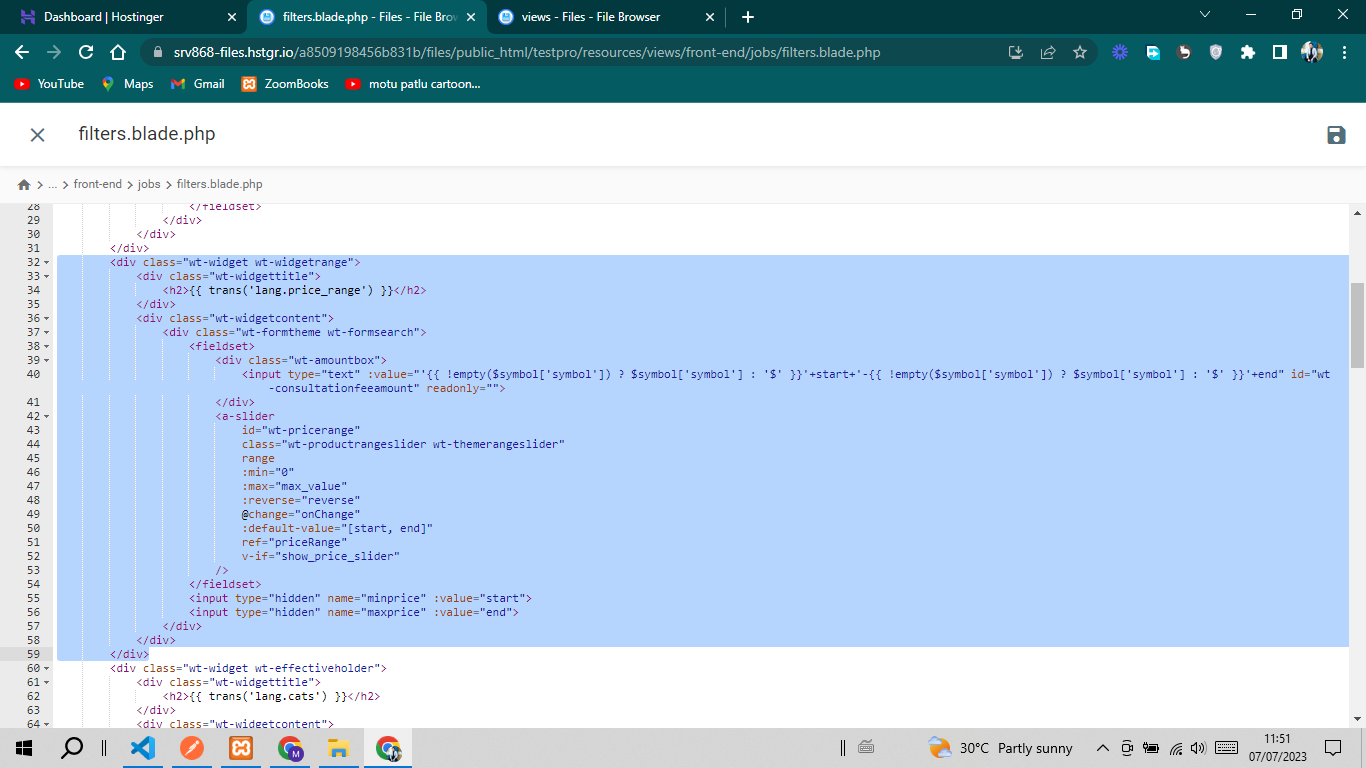 Dashboard | Hostinger
filters.blade.php - Files - File Brow
views - Files - File Browser
srv868-files.hstgr.io/a8509198456b831b/files/public_html/testpro/resources/views/front-end/jobs/filters.blade.php
YouTube
Maps
Gmail
ZoomBooks
motu patlu cartoon...
filters.blade.php
... > front-end > jobs > filters.blade.php
28 </fieldset>
29 </div>
30 </div>
31 </div>
32 <div class="wt-widget wt-widgetrange">
33 <div class="wt-widgettitle">
34 <h2>{{ trans('lang.price_range') }}</h2>
35 </div>
36 <div class="wt-widgetcontent">
37 <div class="wt-formtheme wt-formsearch">
38 <fieldset>
39 <div class="wt-amountbox">
40 <input type="text" :value="'{{ !empty($symbol['symbol']) ? $symbol['symbol'] : '$' }}'+start+'-{{ !empty($symbol['symbol']) ? $symbol['symbol'] : '$' }}'+end" id="wt
-consultationfeeamount" readonly="">
41 </div>
42 <a-slider
43 id="wt-pricerange"
44 class="wt-productrangeslider wt-themerangeslider"
45 range
46 :min="0"
47 :max="max_value"
48 :reverse="reverse"
49 @change="onChange"
50 :default-value="[start, end]"
51 ref="priceRange"
52 v-if="show_price_slider"
53 />
54 </fieldset>
55 <input type="hidden" name="minprice" :value="start">
56 <input type="hidden" name="maxprice" :value="end">
57 </div>
58 </div>
59 </div>
60 <div class="wt-widget wt-effectiveholder">
61 <div class="wt-widgettitle">
62 <h2>{{ trans('lang.cats') }}</h2>
63 </div>
64 <div class="wt-widgetcontent">
M
30°C Partly sunny
11:51
07/07/2023